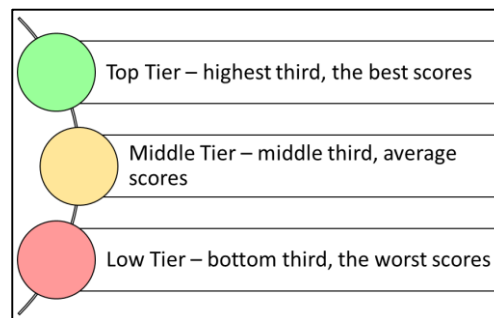 Top Tier – highest third, the best scores
Middle Tier – middle third, average
scores
Low Tier – bottom third, the worst scores